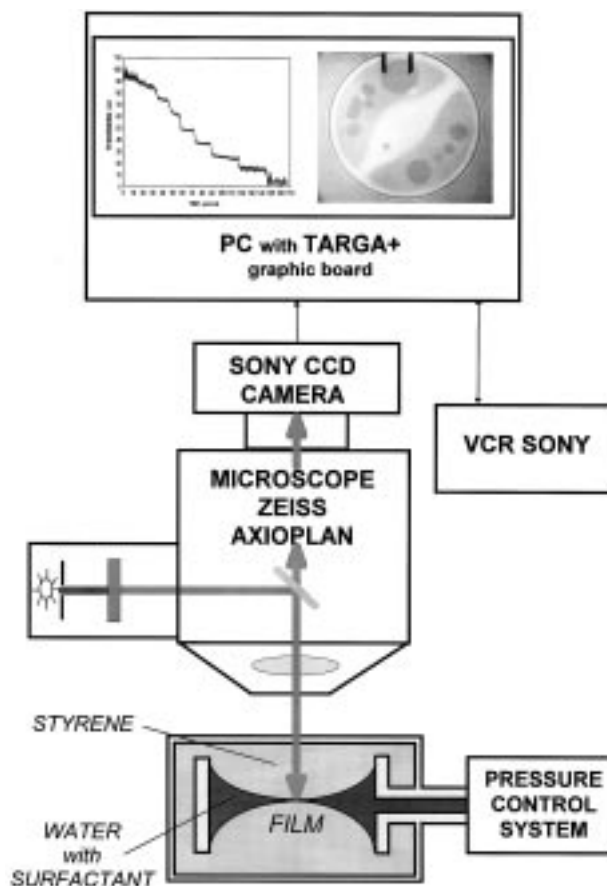 PC with TARGA+
graphic board
SONY CCD
CAMERA
VCR SONY
MICROSCOPE
ZEISS
AXIOPLAN
STYRENE
FILM
WATER
with
SURFACTANT
PRESSURE
CONTROL
SYSTEM